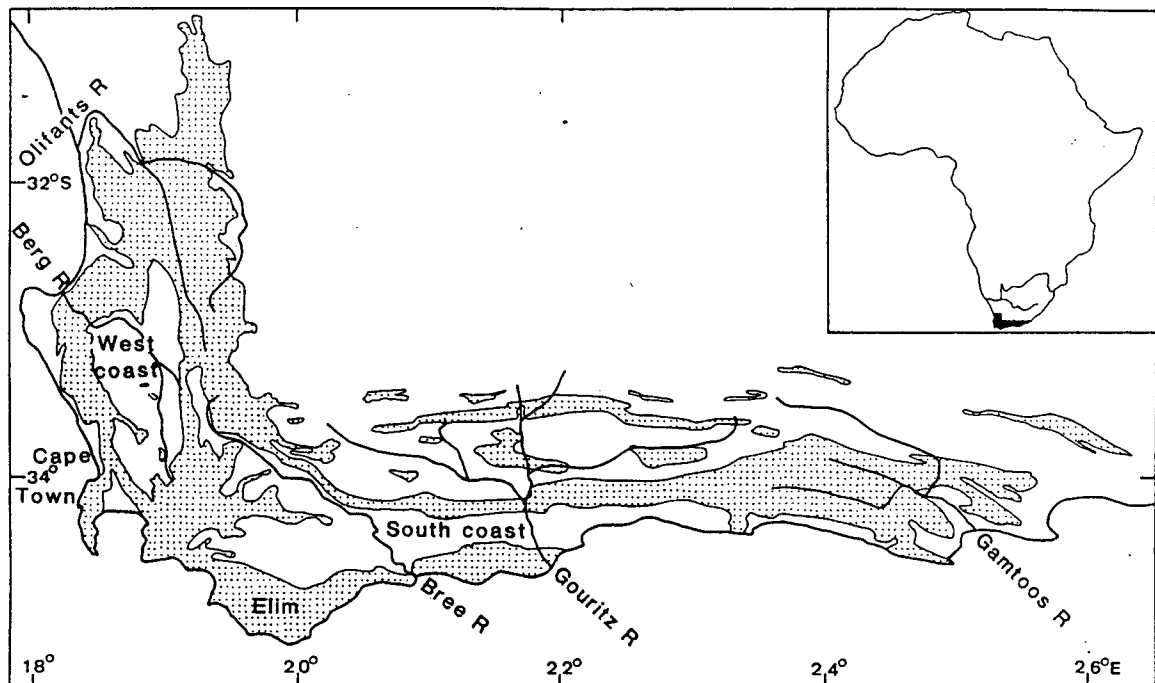 Olifants R
32°S
Berg R
West
coast
Cape
Town
34°
South coast
Elim
Bree R
Gouritz R
Gamtoos R
18°
20°
22°
24°
26°E